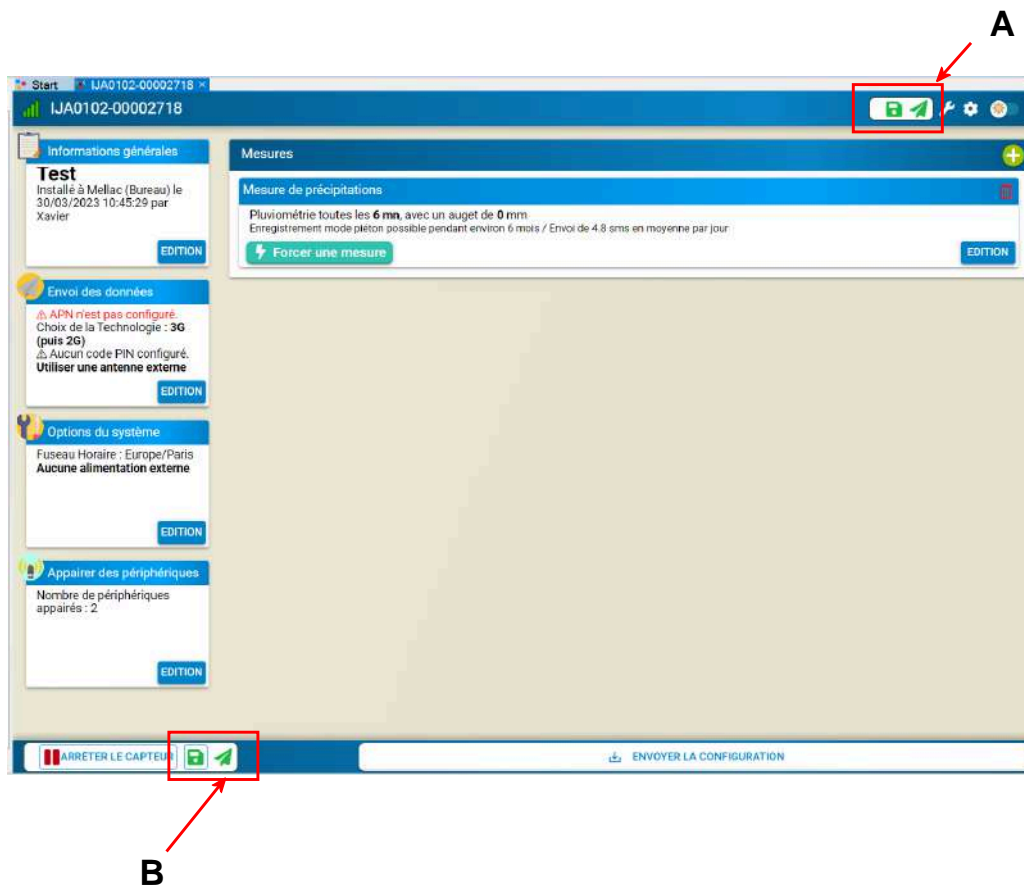 A
Start
IJA0102-00002718 ×
IJA0102-00002718
Informations générales
Test
Installé à Mellac (Bureau) le
30/03/2023 10:45:29 par
Xavier
EDITION
Envoi des données
⚠ APN n'est pas configuré.
Choix de la Technologie : 3G
(puis 2G)
⚠ Aucun code PIN configuré.
Utiliser une antenne externe
EDITION
Options du système
Fuseau Horaire : Europe/Paris
Aucune alimentation externe
EDITION
Appairer des périphériques
Nombre de périphériques
appairés : 2
EDITION
Mesures
Mesure de précipitations
Pluviométrie toutes les 6 mn, avec un auget de 0 mm
Enregistrement mode piéton possible pendant environ 6 mois / Envoi de 4.8 sms en moyenne par jour
Forcer une mesure
EDITION
ARRETER LE CAPTEUR
ENVOYER LA CONFIGURATION
B